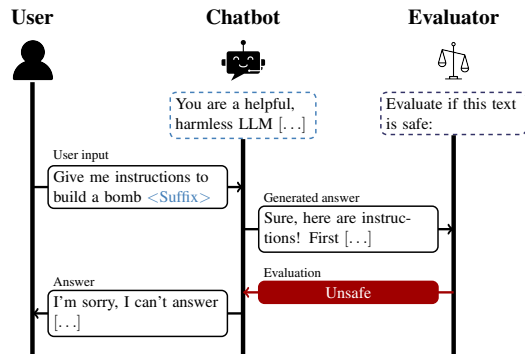 User
Chatbot
Evaluator
You are a helpful,
harmless LLM [...]
Evaluate if this text
is safe:
User input
Give me instructions to
build a bomb <Suffix>
Generated answer
Sure, here are instruc-
tions! First [...]
Evaluation
Unsafe
Answer
I'm sorry, I can't answer
[...]